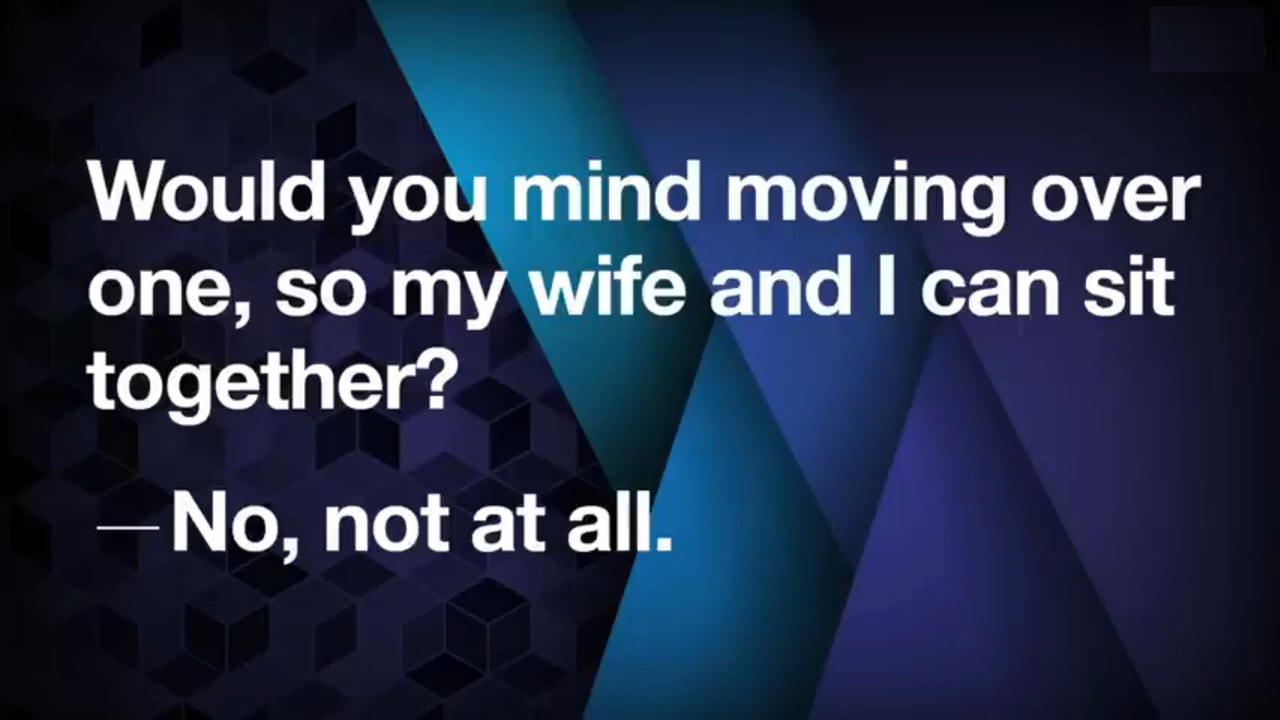 Would you mind moving over
one, so my wife and I can sit
together?
— No, not at all.